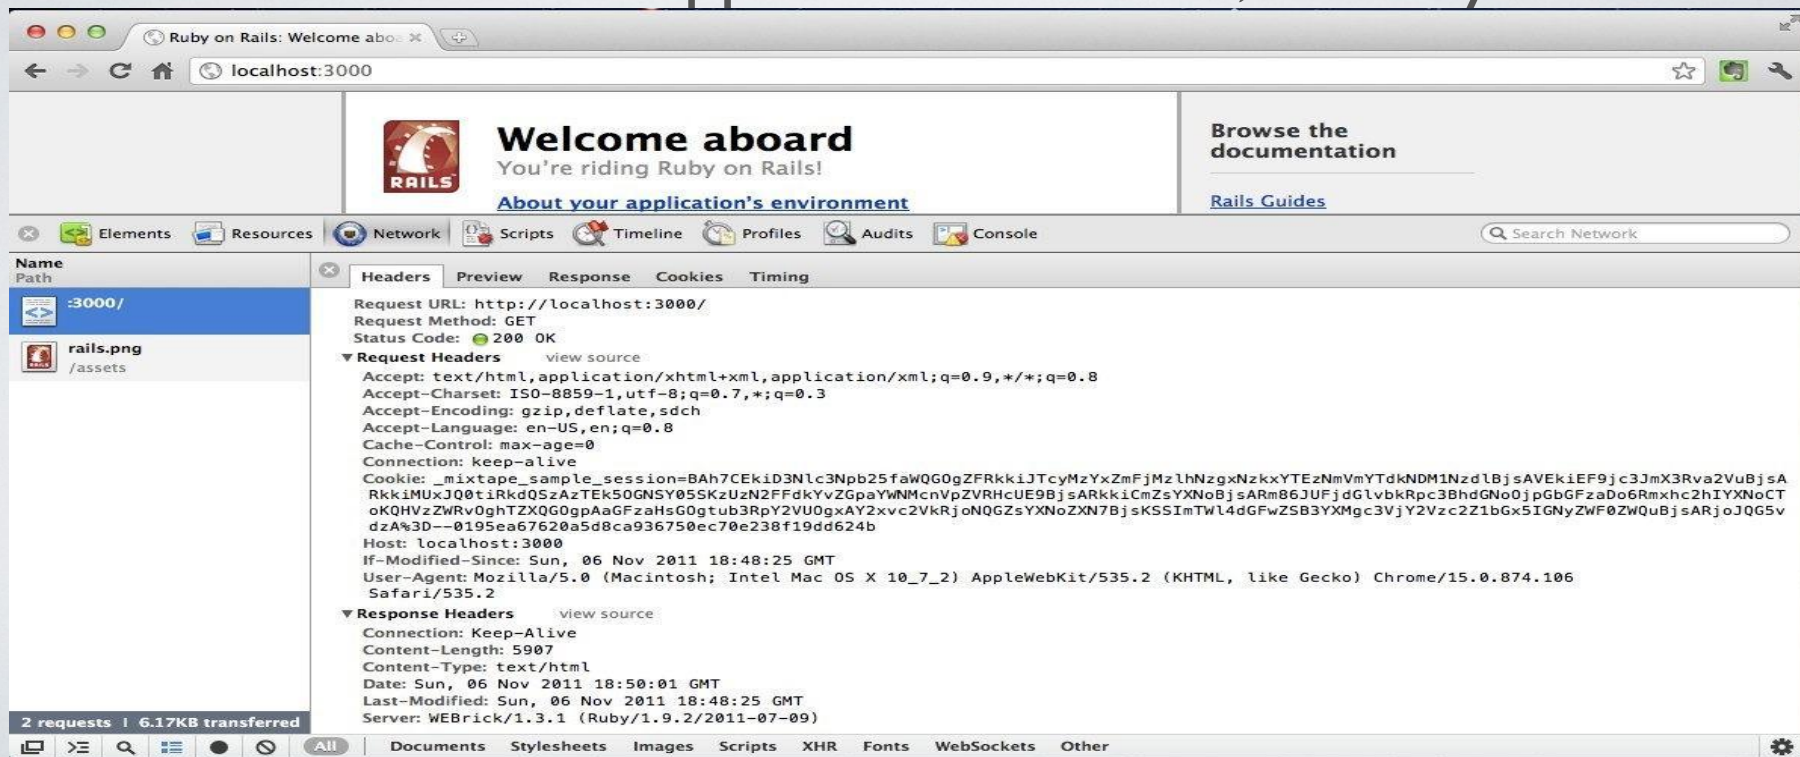 Ruby on Rails: Welcome abo
localhost:3000
RAILS
Welcome aboard
You're riding Ruby on Rails!
About your application's environment
Browse the
documentation
Rails Guides
Elements Resources Network Scripts Timeline Profiles Audits Console Search Network
Name
Path
:3000/
rails.png
/assets
2 requests | 6.17KB transferred
Headers Preview Response Cookies Timing
Request URL: http://localhost:3000/
Request Method: GET
Status Code: 200 OK
Request Headers view source
Accept: text/html,application/xhtml+xml,application/xml;q=0.9,*/*;q=0.8
Accept-Charset: ISO-8859-1,utf-8;q=0.7,*;q=0.3
Accept-Encoding: gzip,deflate,sdch
Accept-Language: en-US,en;q=0.8
Cache-Control: max-age=0
Connection: keep-alive
Cookie:
Host: localhost:3000
If-Modified-Since: Sun, 06 Nov 2011 18:48:25 GMT
User-Agent: Mozilla/5.0 (Macintosh; Intel Mac OS X 10_7_2) AppleWebKit/535.2 (KHTML, like Gecko) Chrome/15.0.874.106
Safari/535.2
Response Headers view source
Connection: Keep-Alive
Content-Length: 5907
Content-Type: text/html
Date: Sun, 06 Nov 2011 18:50:01 GMT
Last-Modified: Sun, 06 Nov 2011 18:48:25 GMT
Server: WEBrick/1.3.1 (Ruby/1.9.2/2011-07-09)
All Documents Stylesheets Images Scripts XHR Fonts WebSockets Other